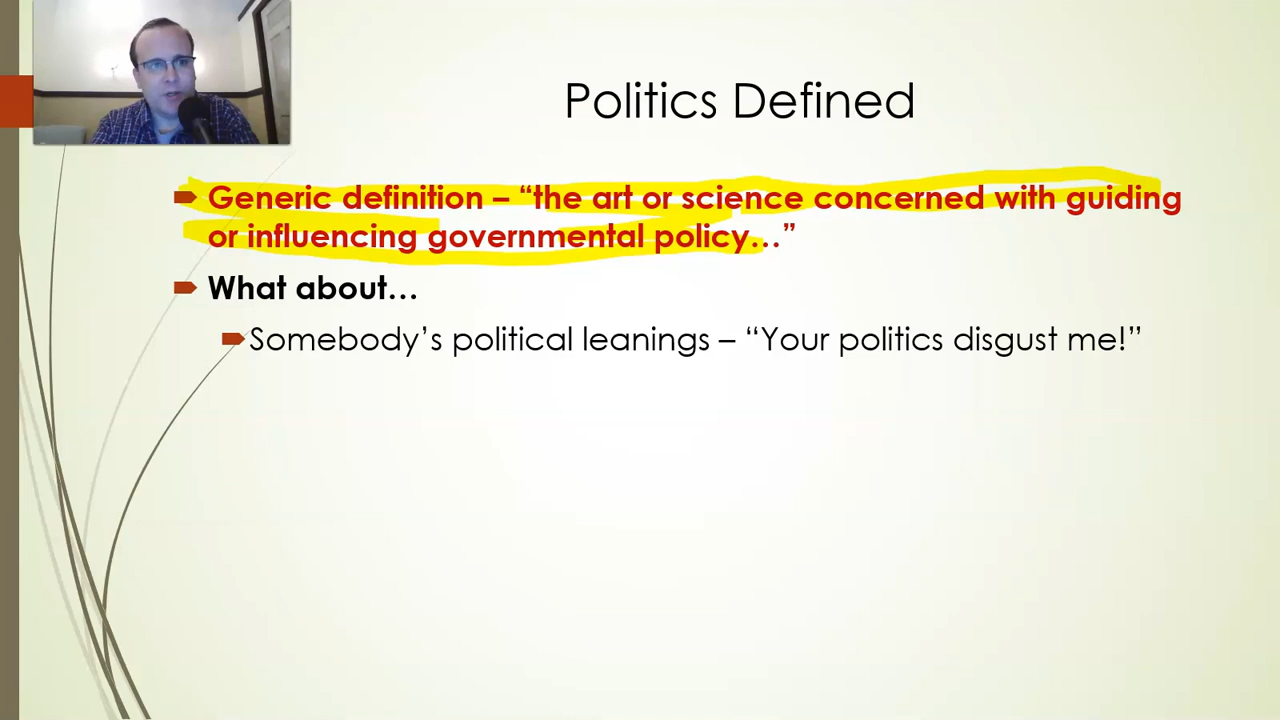 Politics Defined
Generic definition – “the art or science concerned with guiding
or influencing governmental policy…”
What about…
Somebody’s political leanings – “Your politics disgust me!”